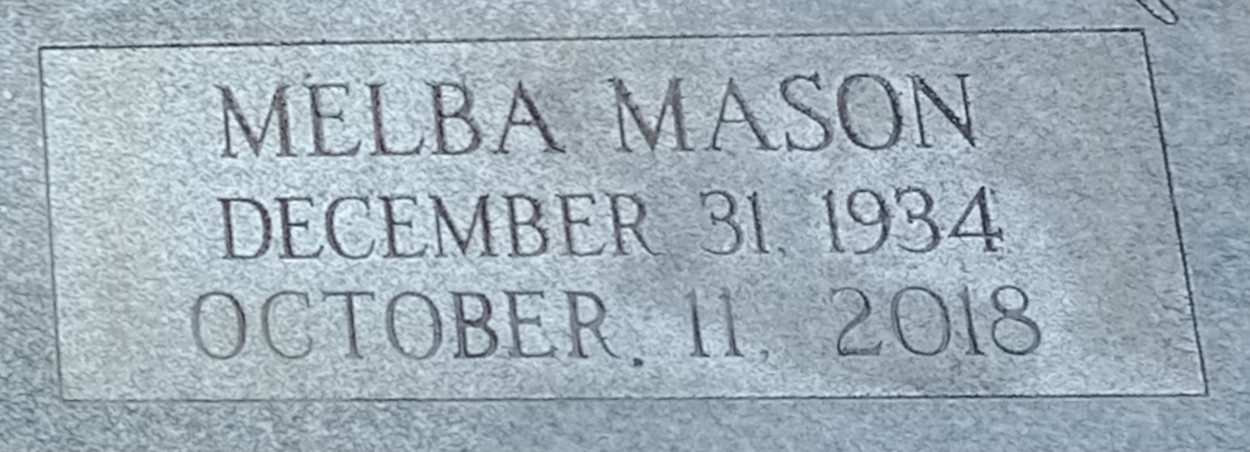 MELBA MASON
DECEMBER 31, 1934
OCTOBER, 11, 2018